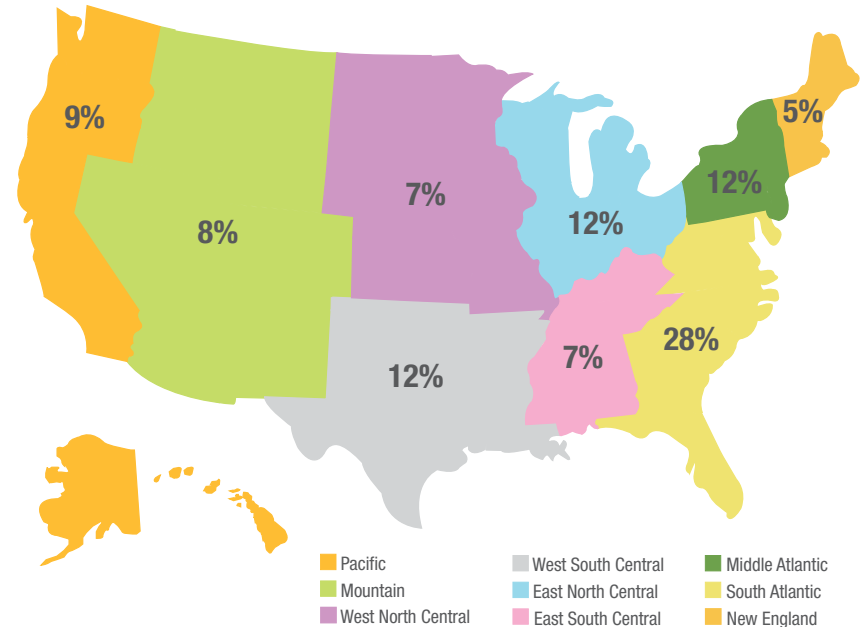 9%
5%
12%
7%
8%
12%
28%
7%
12%
Pacific
Mountain
West North Central
West South Central
East North Central
East South Central
Middle Atlantic
South Atlantic
New England